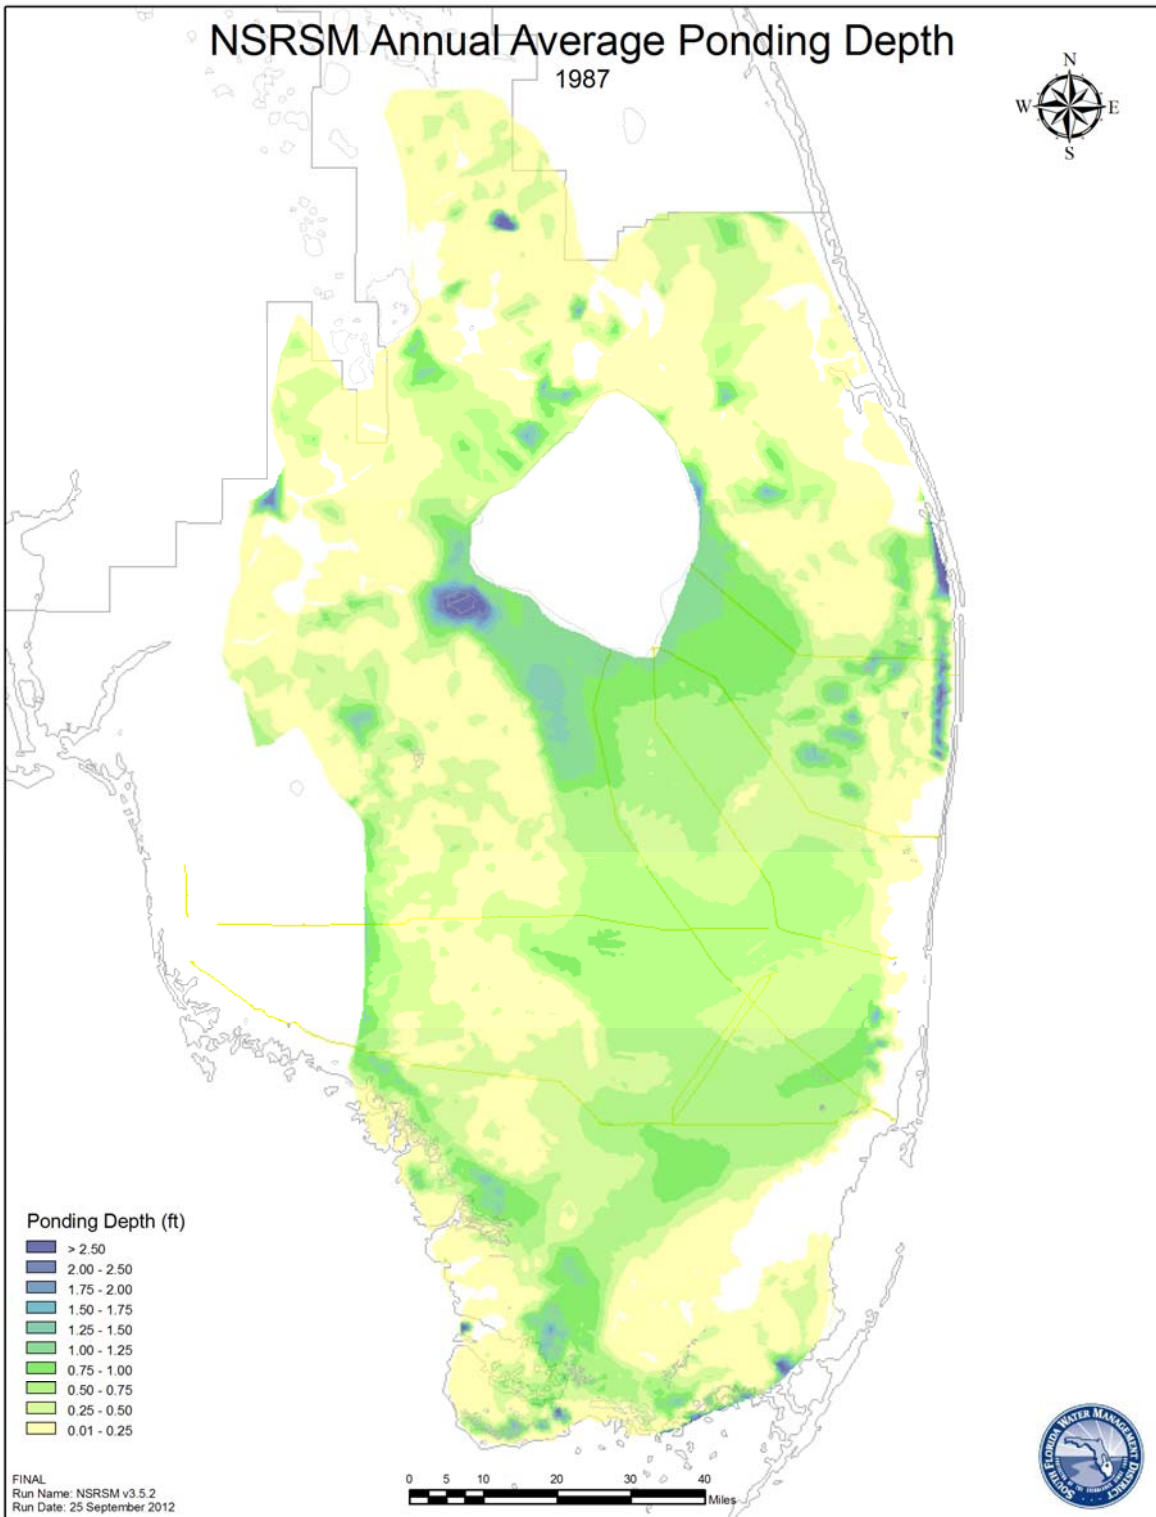 NSRSM Annual Average Ponding Depth
1987
N
W E
S
Ponding Depth (ft)
> 2.50
2.00 - 2.50
1.75 - 2.00
1.50 - 1.75
1.25 - 1.50
1.00 - 1.25
0.75 - 1.00
0.50 - 0.75
0.25 - 0.50
0.01 - 0.25
FINAL
Run Name: NSRSM v3.5.2
Run Date: 25 September 2012
0 5 10 20 30 40
Miles
SOUTH FLORIDA WATER MANAGEMENT DISTRICT